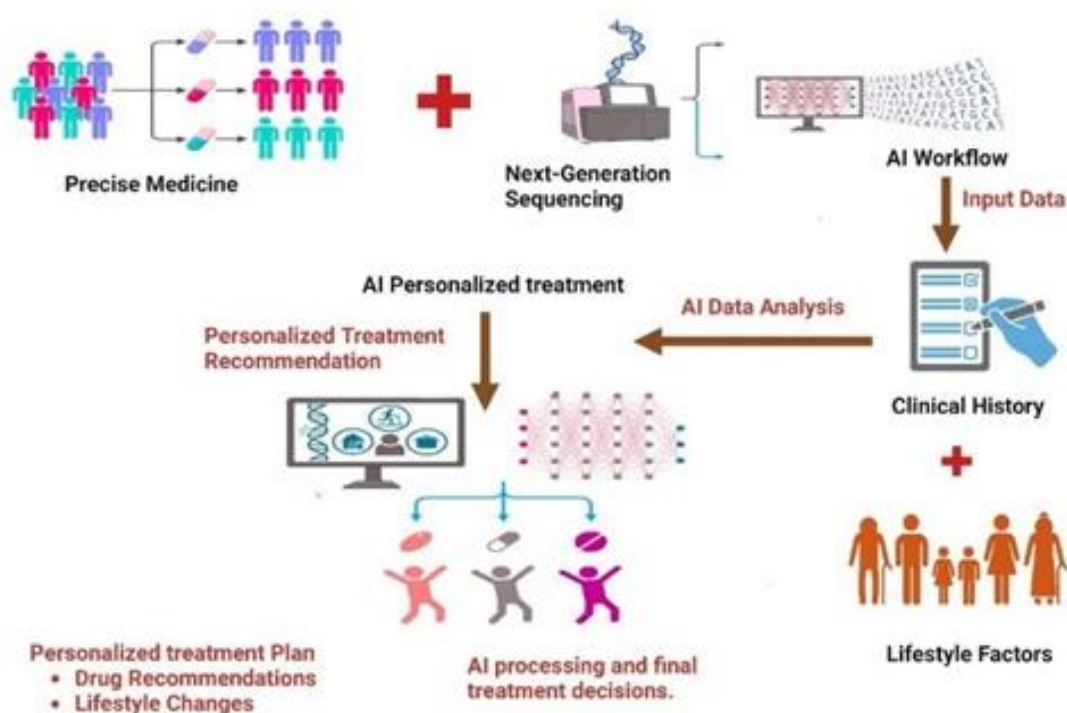 Precise Medicine
Next-Generation
Sequencing
AI Workflow
Input Data
AI Personalized treatment
AI Data Analysis
Personalized Treatment
Recommendation
Clinical History
Personalized treatment Plan
• Drug Recommendations
• Lifestyle Changes
AI processing and final
treatment decisions.
Lifestyle Factors